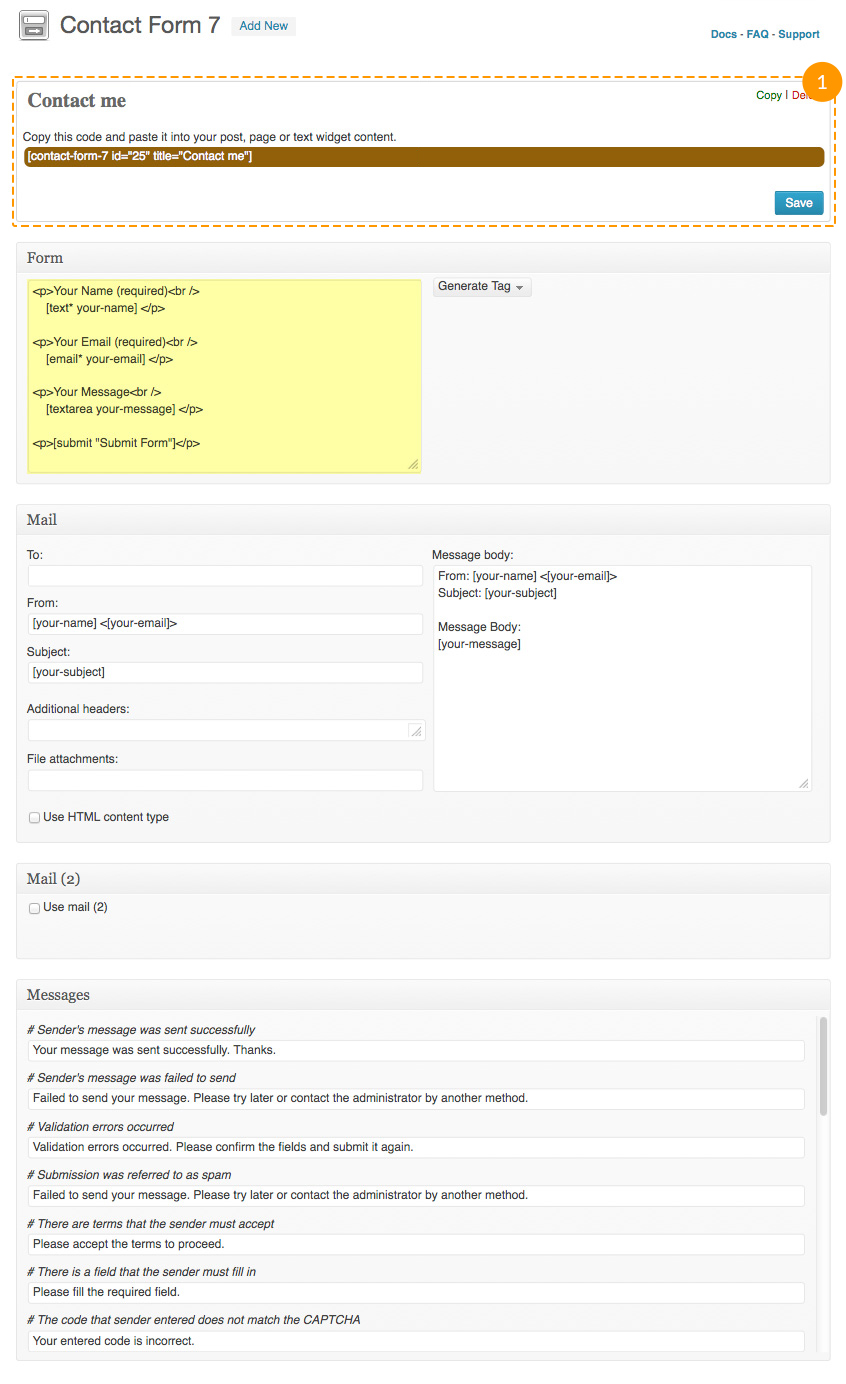 Contact Form 7 Add New
Docs - FAQ - Support
1
Contact me
Copy | Del
Copy this code and paste it into your post, page or text widget content.
[contact-form-7 id="25" title="Contact me"]
Save
Form
<p>Your Name (required)<br />
[text* your-name] </p>
<p>Your Email (required)<br />
[email* your-email] </p>
<p>Your Message<br />
[textarea your-message] </p>
<p>[submit "Submit Form"]</p>
Generate Tag
Mail
To:
From:
[your-name] <[your-email]>
Subject:
[your-subject]
Additional headers:
File attachments:
Use HTML content type
Message body:
From: [your-name] <[your-email]>
Subject: [your-subject]
Message Body:
[your-message]
Mail (2)
Use mail (2)
Messages
# Sender's message was sent successfully
Your message was sent successfully. Thanks.
# Sender's message was failed to send
Failed to send your message. Please try later or contact the administrator by another method.
# Validation errors occurred
Validation errors occurred. Please confirm the fields and submit it again.
# Submission was referred to as spam
Failed to send your message. Please try later or contact the administrator by another method.
# There are terms that the sender must accept
Please accept the terms to proceed.
# There is a field that the sender must fill in
Please fill the required field.
# The code that sender entered does not match the CAPTCHA
Your entered code is incorrect.